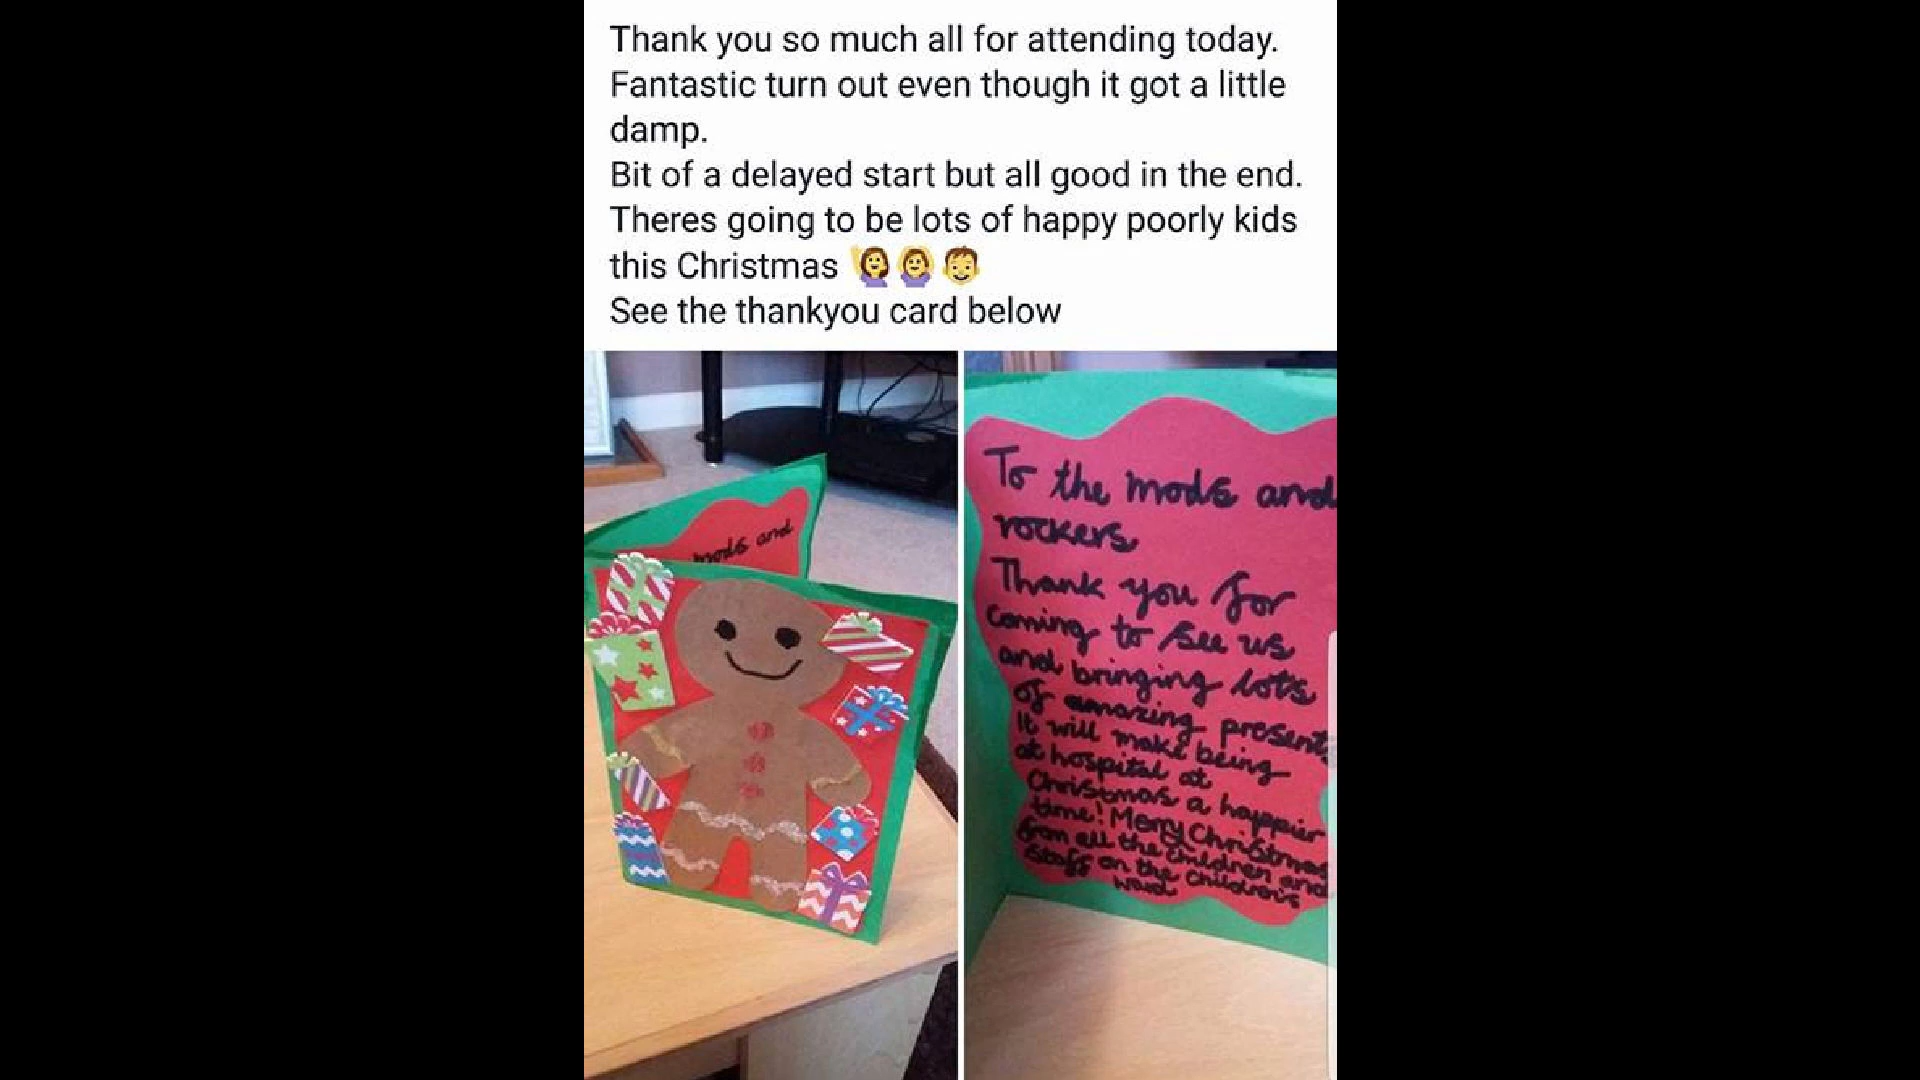 Thank you so much all for attending today.
Fantastic turn out even though it got a little
damp.
Bit of a delayed start but all good in the end.
Theres going to be lots of happy poorly kids
this Christmas 🙋🙆👦
See the thankyou card below
mods and
To the mods and
rockers
Thank you for
coming to see us
and bringing lots
of amazing presents
It will make being
at hospital at
Christmas a happier
time! Merry Christmas
from all the children and
staff on the children's
ward